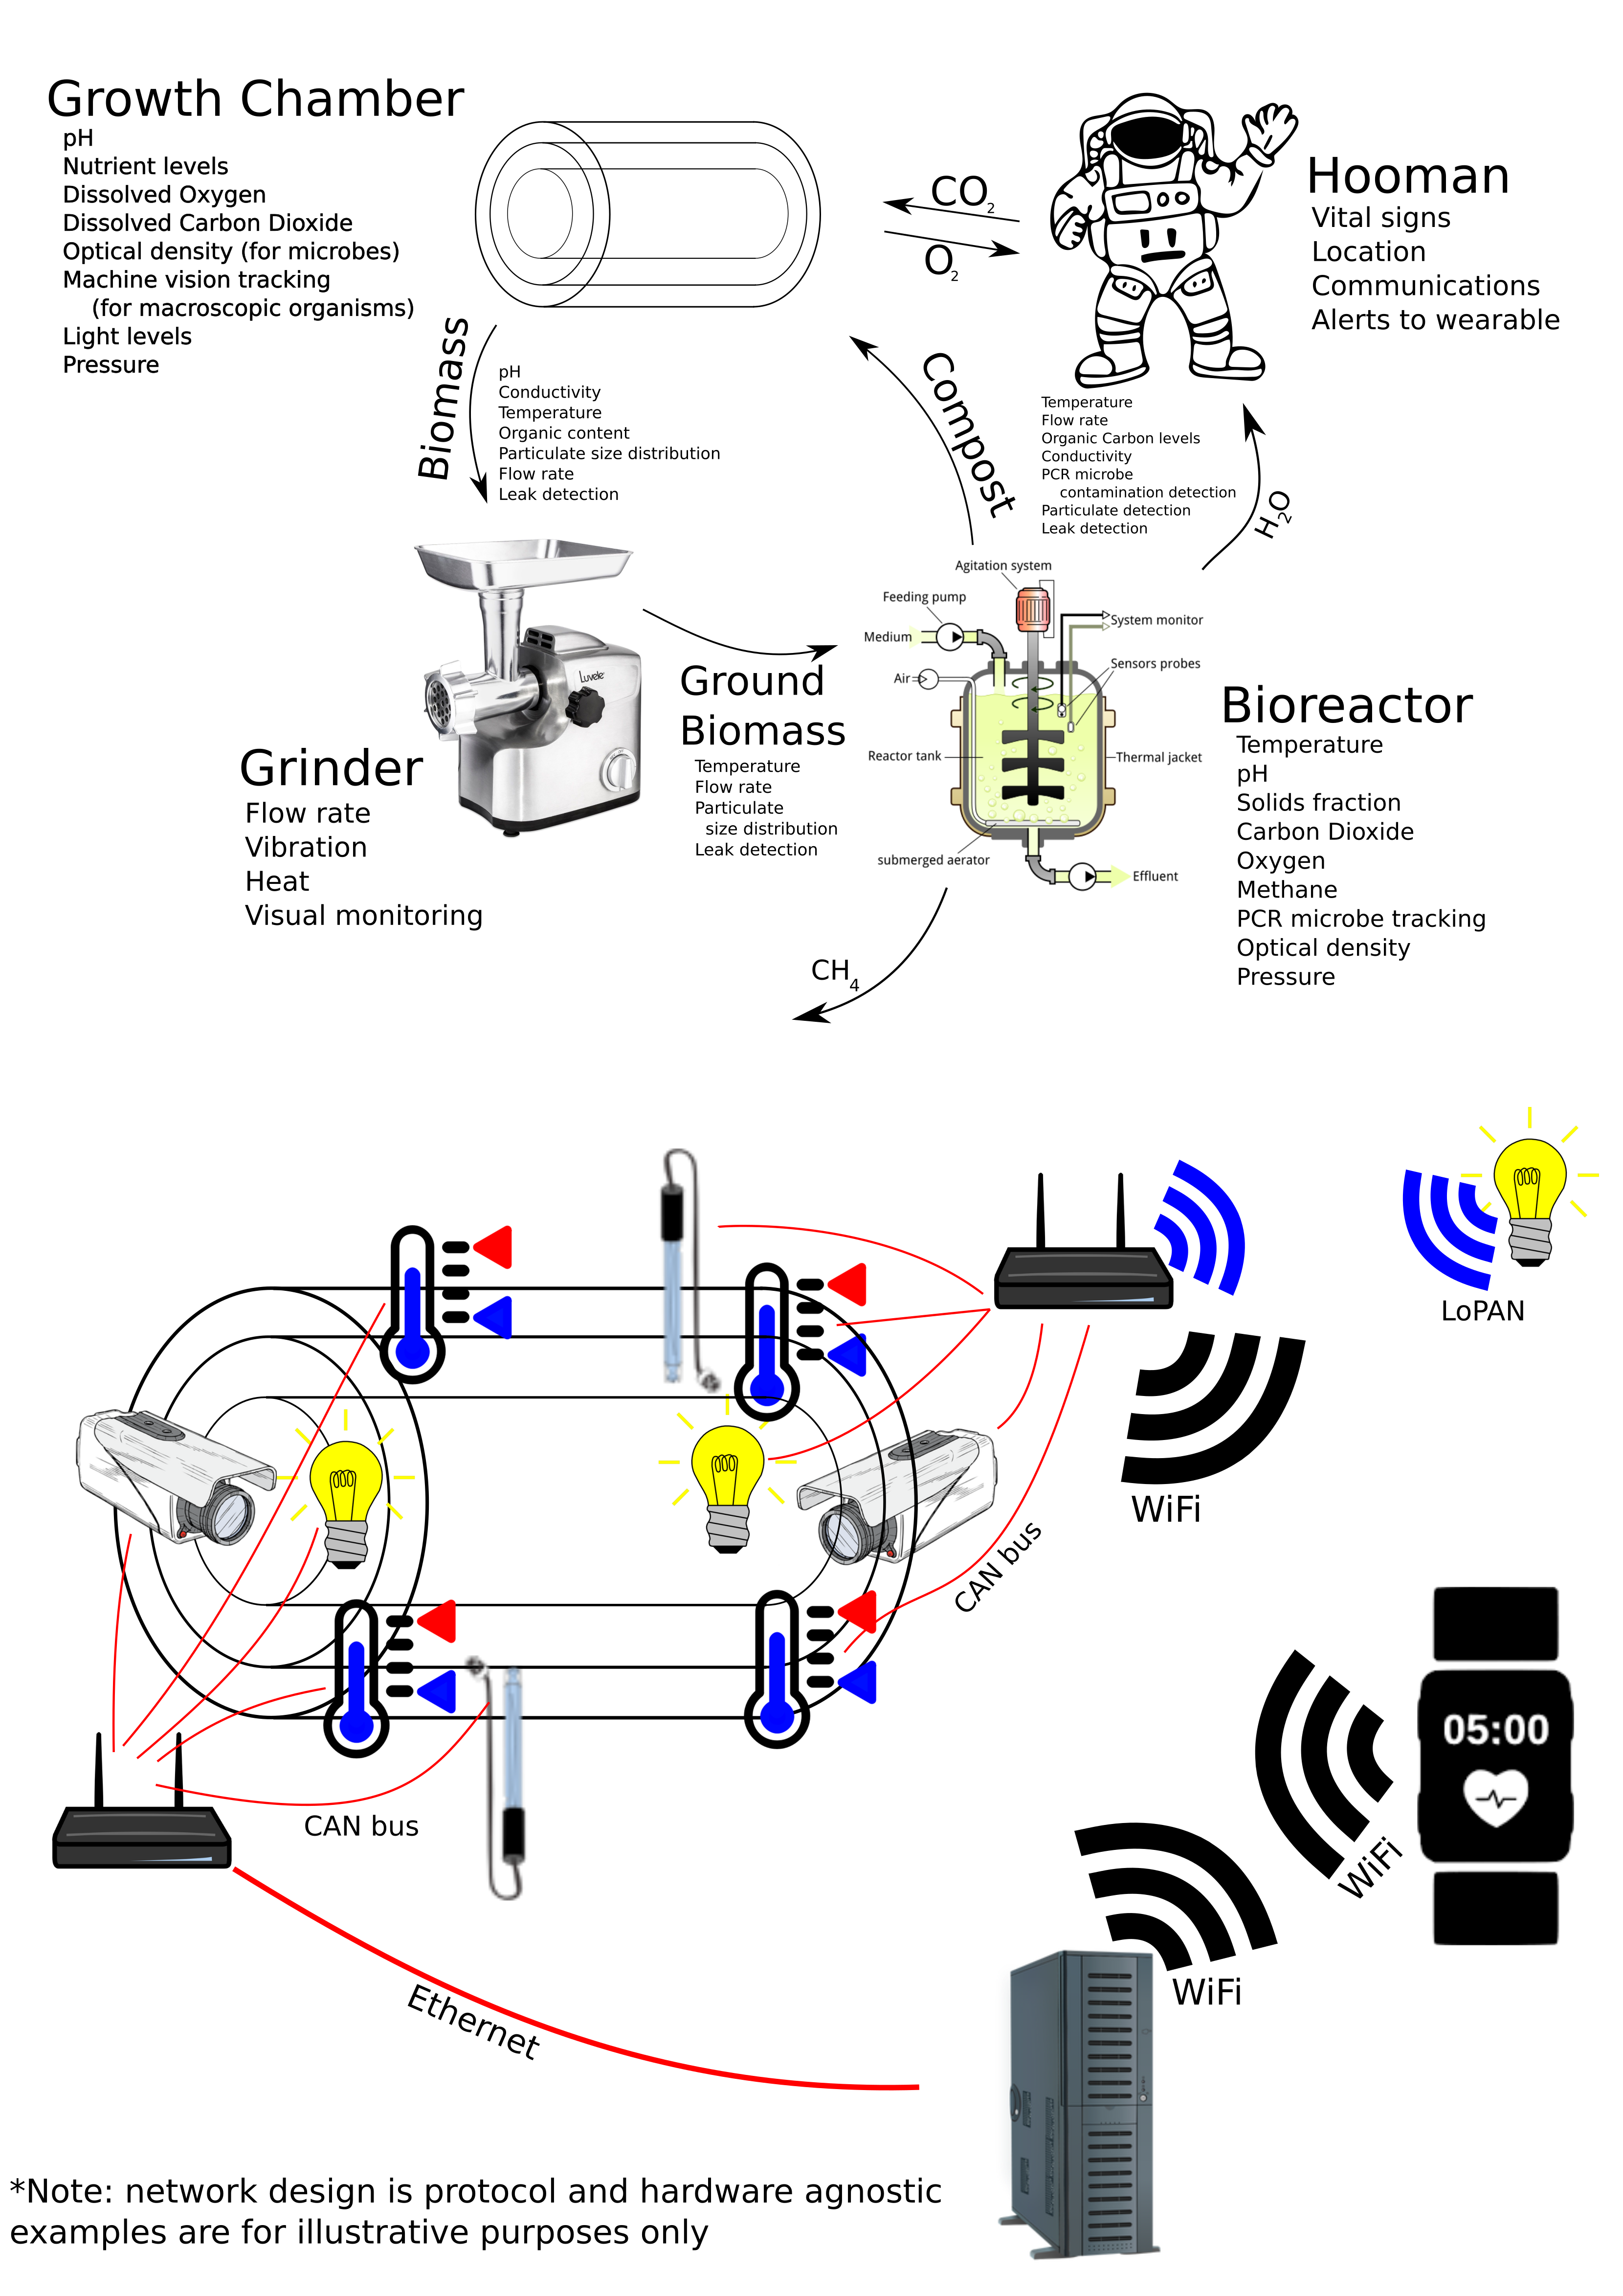 Growth Chamber
pH
Nutrient levels
Dissolved Oxygen
Dissolved Carbon Dioxide
Optical density (for microbes)
Machine vision tracking
(for macroscopic organisms)
Light levels
Pressure
CO2
O2
Hooman
Vital signs
Location
Communications
Alerts to wearable
Biomass
pH
Conductivity
Temperature
Organic content
Particulate size distribution
Flow rate
Leak detection
Compost
Temperature
Flow rate
Organic Carbon levels
Conductivity
PCR microbe
contamination detection
Particulate detection
Leak detection
H2O
Luvele
Grinder
Flow rate
Vibration
Heat
Visual monitoring
Ground
Biomass
Temperature
Flow rate
Particulate
size distribution
Leak detection
Agitation system
Feeding pump
Medium
System monitor
Air
Sensors probes
Reactor tank
Thermal jacket
submerged aerator
Effluent
Bioreactor
Temperature
pH
Solids fraction
Carbon Dioxide
Oxygen
Methane
PCR microbe tracking
Optical density
Pressure
CH4
LoPAN
WiFi
CAN bus
05:00
WiFi
CAN bus
WiFi
Ethernet
*Note: network design is protocol and hardware agnostic
examples are for illustrative purposes only